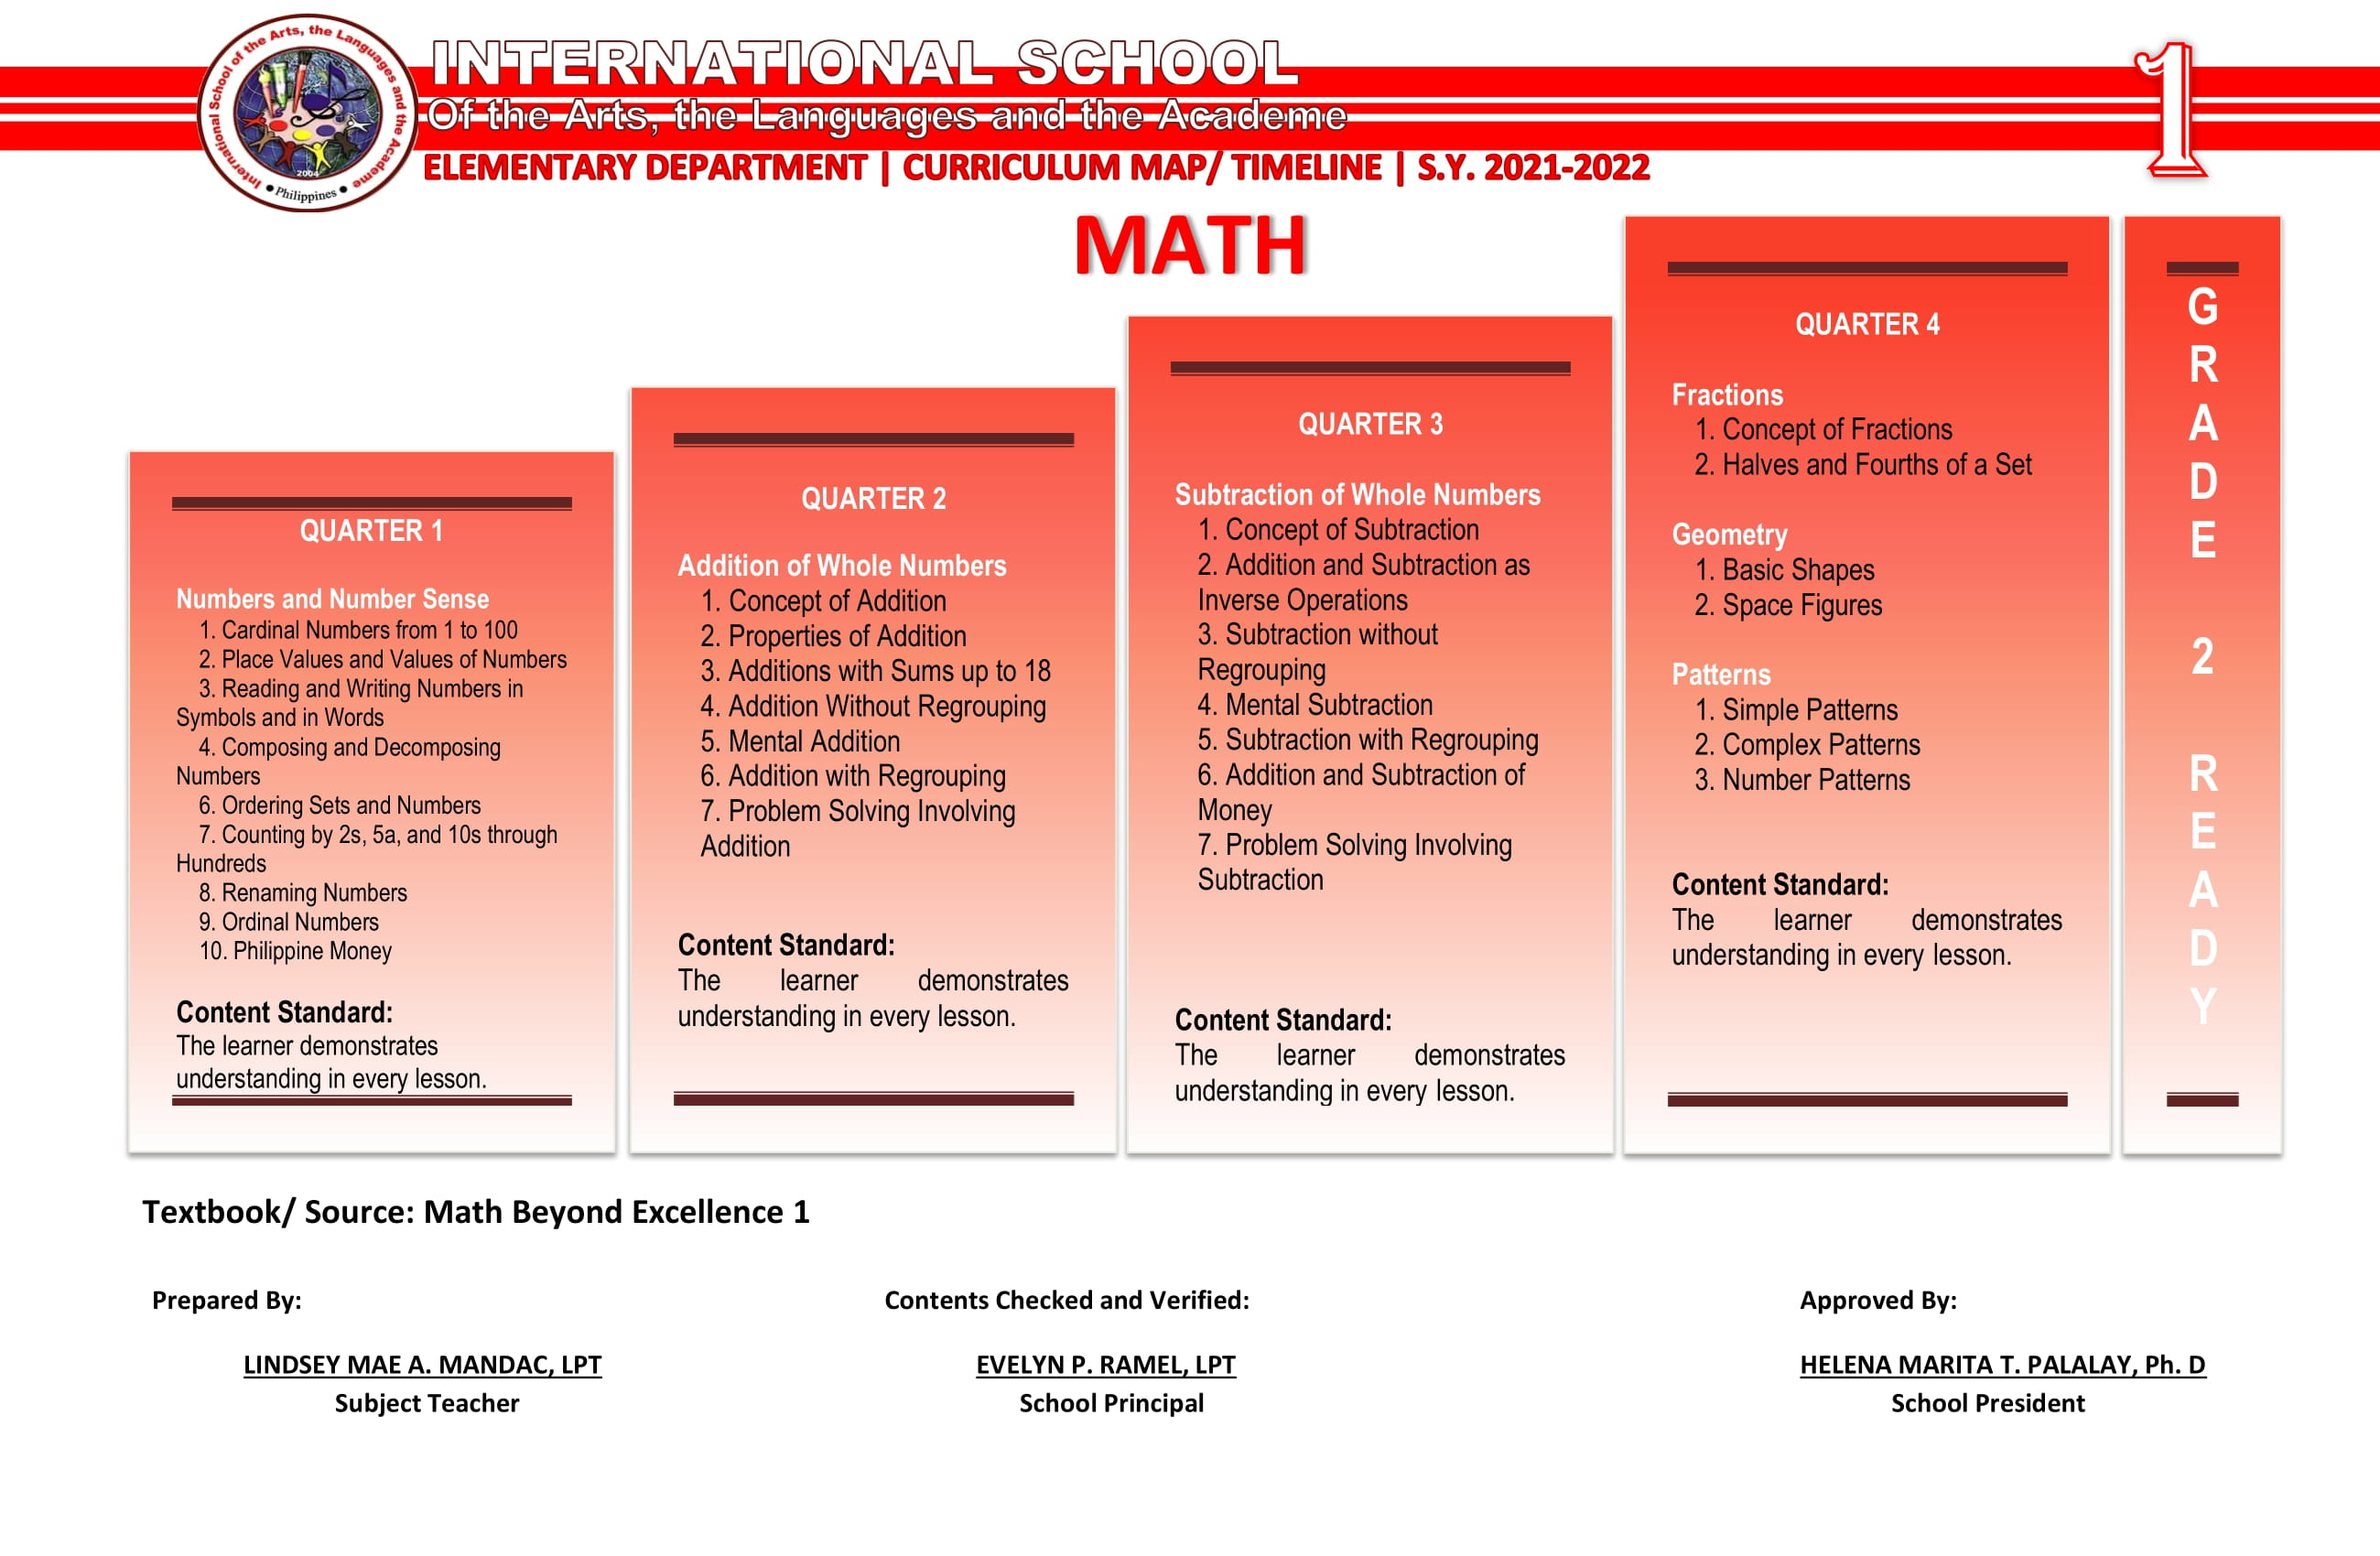 International School of the Arts, the Languages and the Academe
2004
Philippines
INTERNATIONAL SCHOOL
Of the Arts, the Languages and the Academe
ELEMENTARY DEPARTMENT | CURRICULUM MAP/ TIMELINE | S.Y. 2021-2022
1
MATH
QUARTER 1
Numbers and Number Sense
1. Cardinal Numbers from 1 to 100
2. Place Values and Values of Numbers
3. Reading and Writing Numbers in
Symbols and in Words
4. Composing and Decomposing
Numbers
6. Ordering Sets and Numbers
7. Counting by 2s, 5a, and 10s through
Hundreds
8. Renaming Numbers
9. Ordinal Numbers
10. Philippine Money
Content Standard:
The learner demonstrates
understanding in every lesson.
QUARTER 2
Addition of Whole Numbers
1. Concept of Addition
2. Properties of Addition
3. Additions with Sums up to 18
4. Addition Without Regrouping
5. Mental Addition
6. Addition with Regrouping
7. Problem Solving Involving
Addition
Content Standard:
The learner demonstrates
understanding in every lesson.
QUARTER 3
Subtraction of Whole Numbers
1. Concept of Subtraction
2. Addition and Subtraction as
Inverse Operations
3. Subtraction without
Regrouping
4. Mental Subtraction
5. Subtraction with Regrouping
6. Addition and Subtraction of
Money
7. Problem Solving Involving
Subtraction
Content Standard:
The learner demonstrates
understanding in every lesson.
QUARTER 4
Fractions
1. Concept of Fractions
2. Halves and Fourths of a Set
Geometry
1. Basic Shapes
2. Space Figures
Patterns
1. Simple Patterns
2. Complex Patterns
3. Number Patterns
Content Standard:
The learner demonstrates
understanding in every lesson.
G
R
A
D
E
2
R
E
A
D
Y
Textbook/ Source: Math Beyond Excellence 1
Prepared By:
LINDSEY MAE A. MANDAC, LPT
Subject Teacher
Contents Checked and Verified:
EVELYN P. RAMEL, LPT
School Principal
Approved By:
HELENA MARITA T. PALALAY, Ph. D
School President